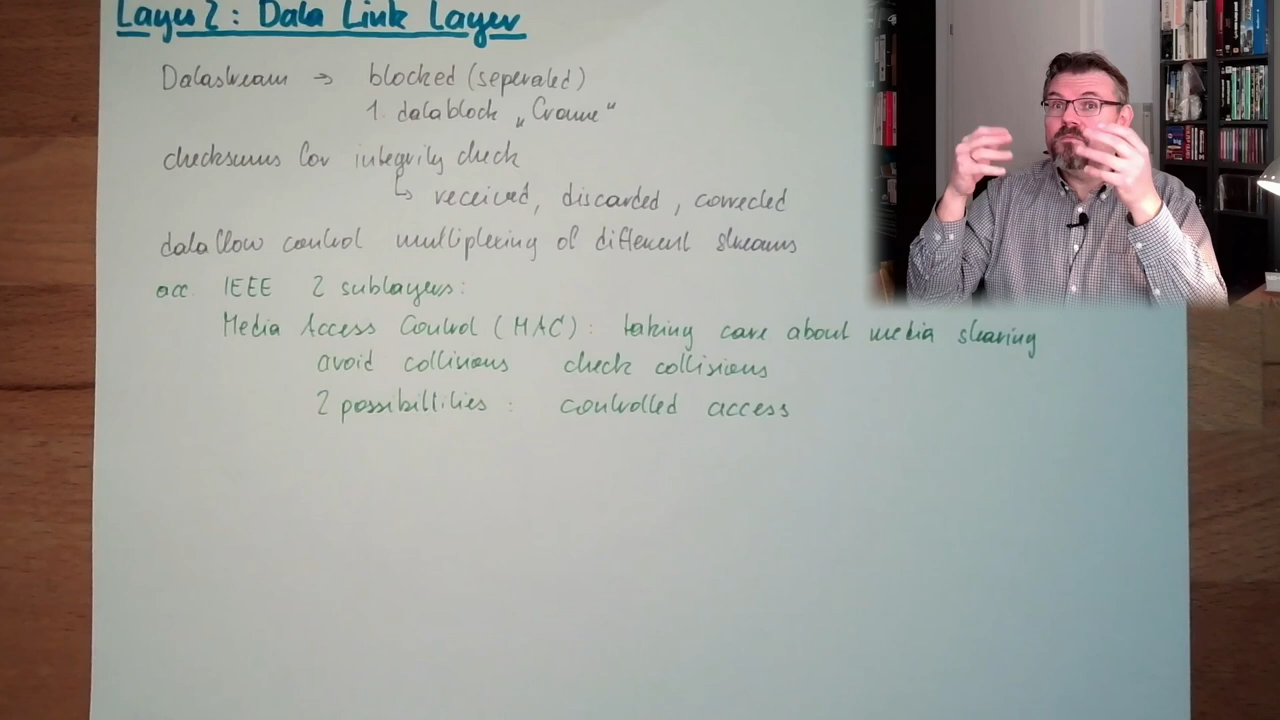 Layer 2: Data Link Layer
Datastream → blocked (seperated)
1. datablock „Frame“
checksums for integrity check
↳ received, discarded, corrected
dataflow control multiplexing of different streams
acc. IEEE 2 sublayers:
Media Access Control (MAC): taking care about media sharing
avoid collisions check collisions
2 possibillities: controlled access